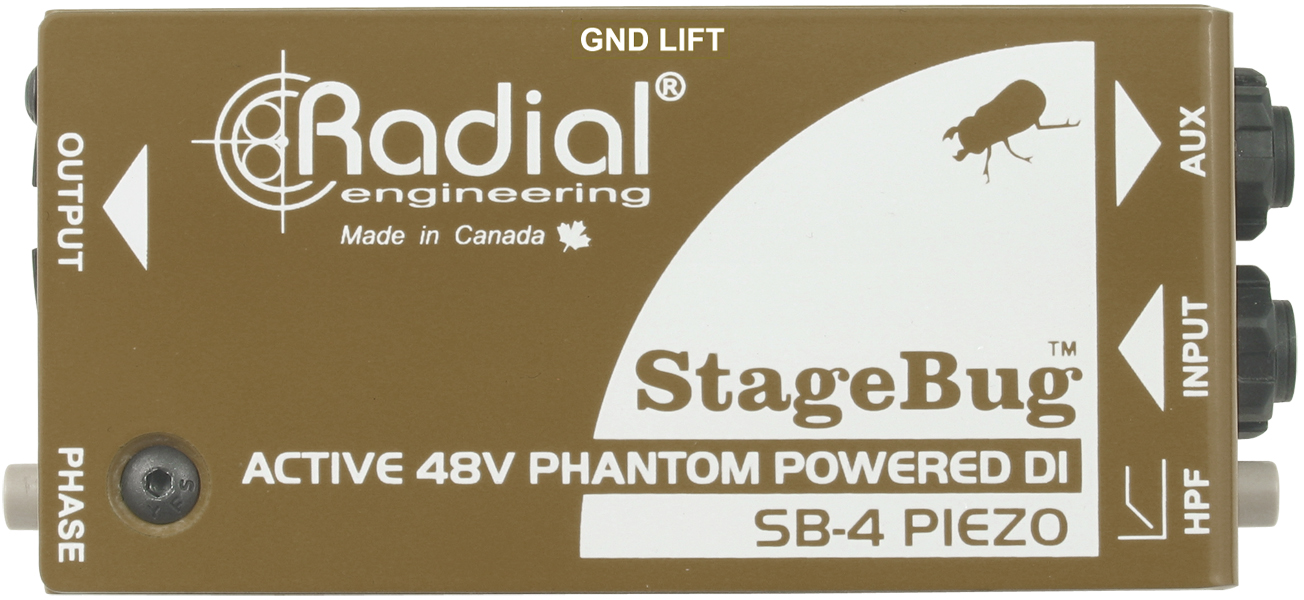 GND LIFT
Radial®
engineering
Made in Canada
OUTPUT
AUX
INPUT
StageBug™
PHASE
ACTIVE 48V PHANTOM POWERED DI
HPF
SB-4 PIEZO